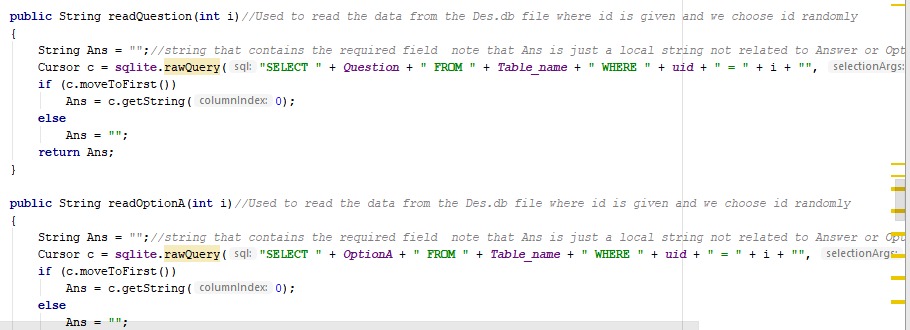 public String readQuestion(int i)//Used to read the data from the Des.db file where id is given and we choose id randomly
{
String Ans = "";//string that contains the required field  note that Ans is just a local string not related to Answer or Opt
Cursor c = sqlite.rawQuery( sql: "SELECT " + Question + " FROM " + Table_name + " WHERE " + uid + " = " + i + "", selectionArgs:
if (c.moveToFirst())
Ans = c.getString( columnIndex: 0);
else
Ans = "";
return Ans;
}
public String readOptionA(int i)//Used to read the data from the Des.db file where id is given and we choose id randomly
{
String Ans = "";//string that contains the required field  note that Ans is just a local string not related to Answer or Opt
Cursor c = sqlite.rawQuery( sql: "SELECT " + OptionA + " FROM " + Table_name + " WHERE " + uid + " = " + i + "", selectionArgs:
if (c.moveToFirst())
Ans = c.getString( columnIndex: 0);
else
Ans = "";